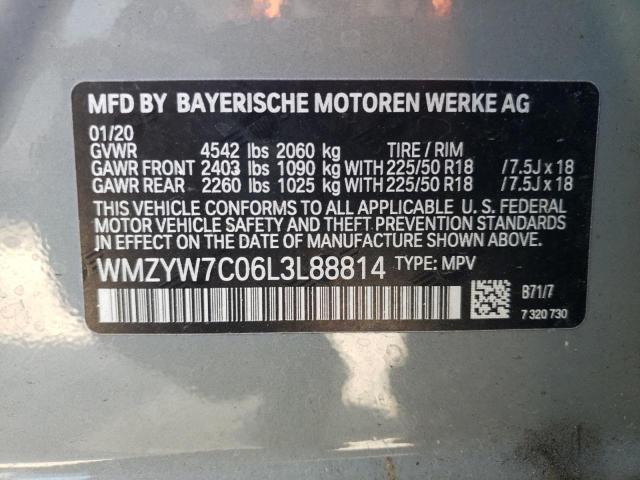 MFD BY BAYERISCHE MOTOREN WERKE AG
01/20
GVWR 4542 lbs 2060 kg TIRE / RIM
GAWR FRONT 2403 lbs 1090 kg WITH 225/50 R18 /7.5J x 18
GAWR REAR 2260 lbs 1025 kg WITH 225/50 R18 /7.5J x 18
THIS VEHICLE CONFORMS TO ALL APPLICABLE U. S. FEDERAL
MOTOR VEHICLE SAFETY AND THEFT PREVENTION STANDARDS
IN EFFECT ON THE DATE OF MANUFACTURE SHOWN ABOVE.
WMZYW7C06L3L88814 TYPE: MPV
B71/7
7 320 730